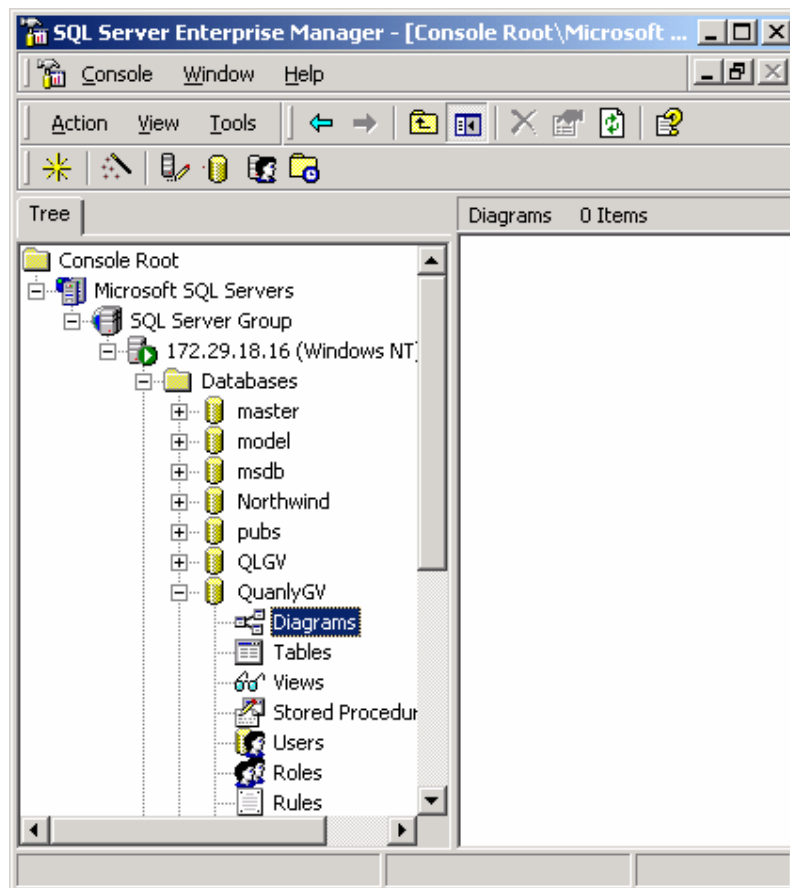 SQL Server Enterprise Manager - [Console Root\Microsoft ...
Console Window Help
Action View Tools
Tree
Diagrams 0 Items
Console Root
Microsoft SQL Servers
SQL Server Group
172.29.18.16 (Windows NT)
Databases
master
model
msdb
Northwind
pubs
QLGV
QuanlyGV
Diagrams
Tables
Views
Stored Procedur
Users
Roles
Rules